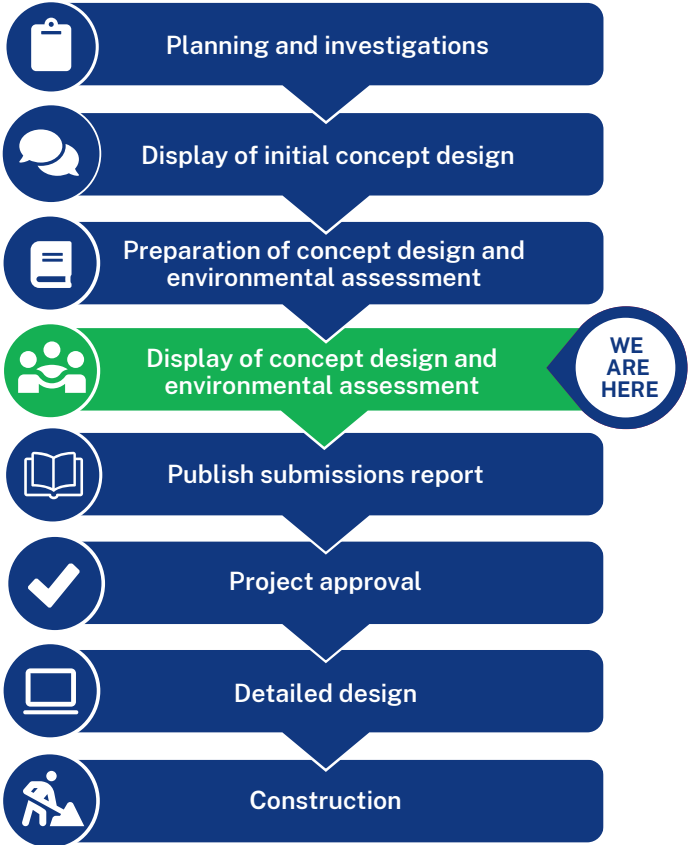 Planning and investigations
Display of initial concept design
Preparation of concept design and
environmental assessment
Display of concept design and
environmental assessment
WE
ARE
HERE
Publish submissions report
Project approval
Detailed design
Construction